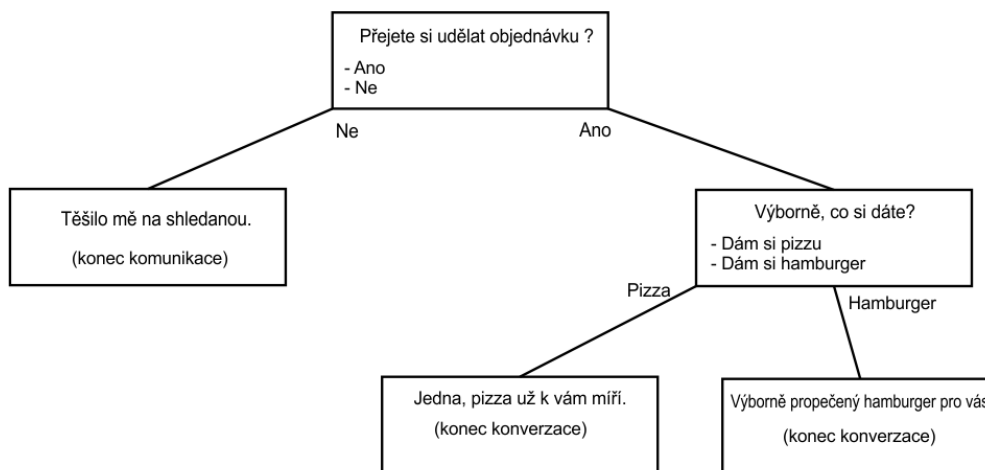 Přejete si udělat objednávku ?
- Ano
- Ne
Ne
Ano
Těšilo mě na shledanou.
(konec komunikace)
Výborně, co si dáte?
- Dám si pizzu
- Dám si hamburger
Pizza
Hamburger
Jedna, pizza už k vám míří.
(konec konverzace)
Výborně propečený hamburger pro vás
(konec konverzace)